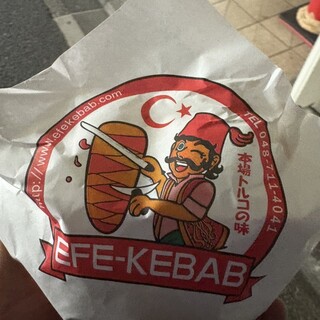 http://www.efekebab.com
TEL 048-711-4041
本場トルコの味
EFE-KEBAB